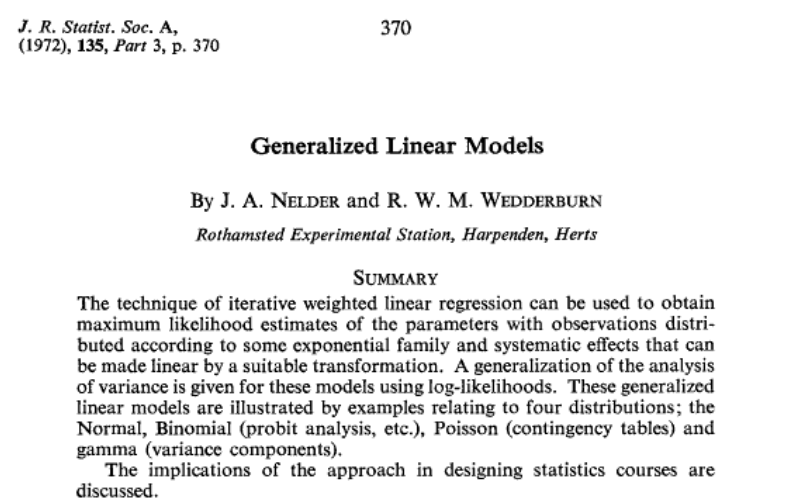 J. R. Statist. Soc. A,
(1972), 135, Part 3, p. 370
370
Generalized Linear Models
By J. A. NELDER and R. W. M. WEDDERBURN
Rothamsted Experimental Station, Harpenden, Herts
SUMMARY
The technique of iterative weighted linear regression can be used to obtain
maximum likelihood estimates of the parameters with observations distri-
buted according to some exponential family and systematic effects that can
be made linear by a suitable transformation. A generalization of the analysis
of variance is given for these models using log-likelihoods. These generalized
linear models are illustrated by examples relating to four distributions; the
Normal, Binomial (probit analysis, etc.), Poisson (contingency tables) and
gamma (variance components).
The implications of the approach in designing statistics courses are
discussed.